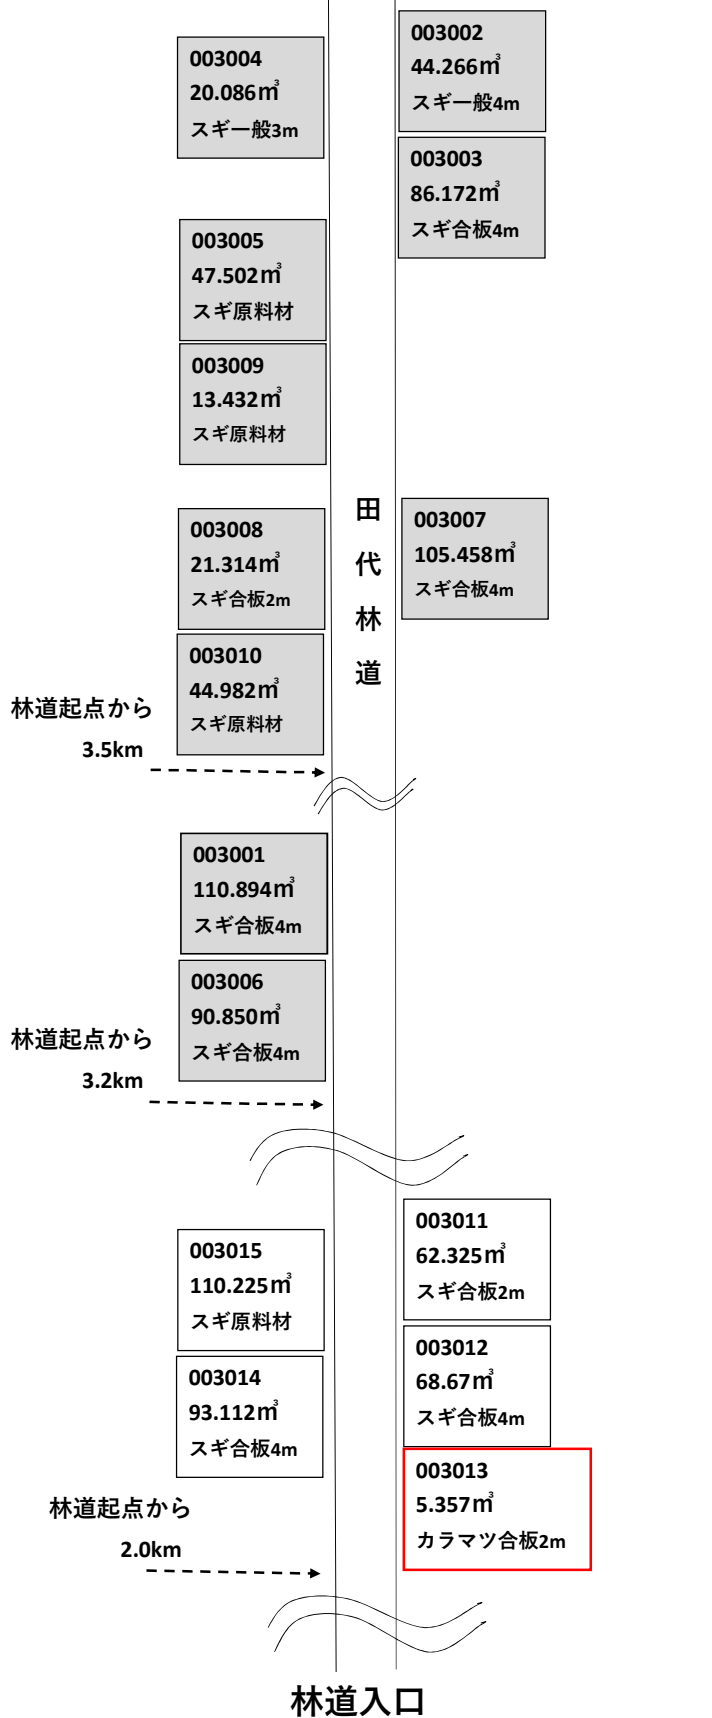 003004
20.086㎥
スギ一般3m
003002
44.266㎥
スギ一般4m
003003
86.172㎥
スギ合板4m
003005
47.502㎥
スギ原料材
003009
13.432㎥
スギ原料材
田代林道
003008
21.314㎥
スギ合板2m
003007
105.458㎥
スギ合板4m
003010
44.982㎥
スギ原料材
林道起点から
3.5km
003001
110.894㎥
スギ合板4m
003006
90.850㎥
スギ合板4m
林道起点から
3.2km
003015
110.225㎥
スギ原料材
003011
62.325㎥
スギ合板2m
003014
93.112㎥
スギ合板4m
003012
68.67㎥
スギ合板4m
003013
5.357㎥
カラマツ合板2m
林道起点から
2.0km
林道入口